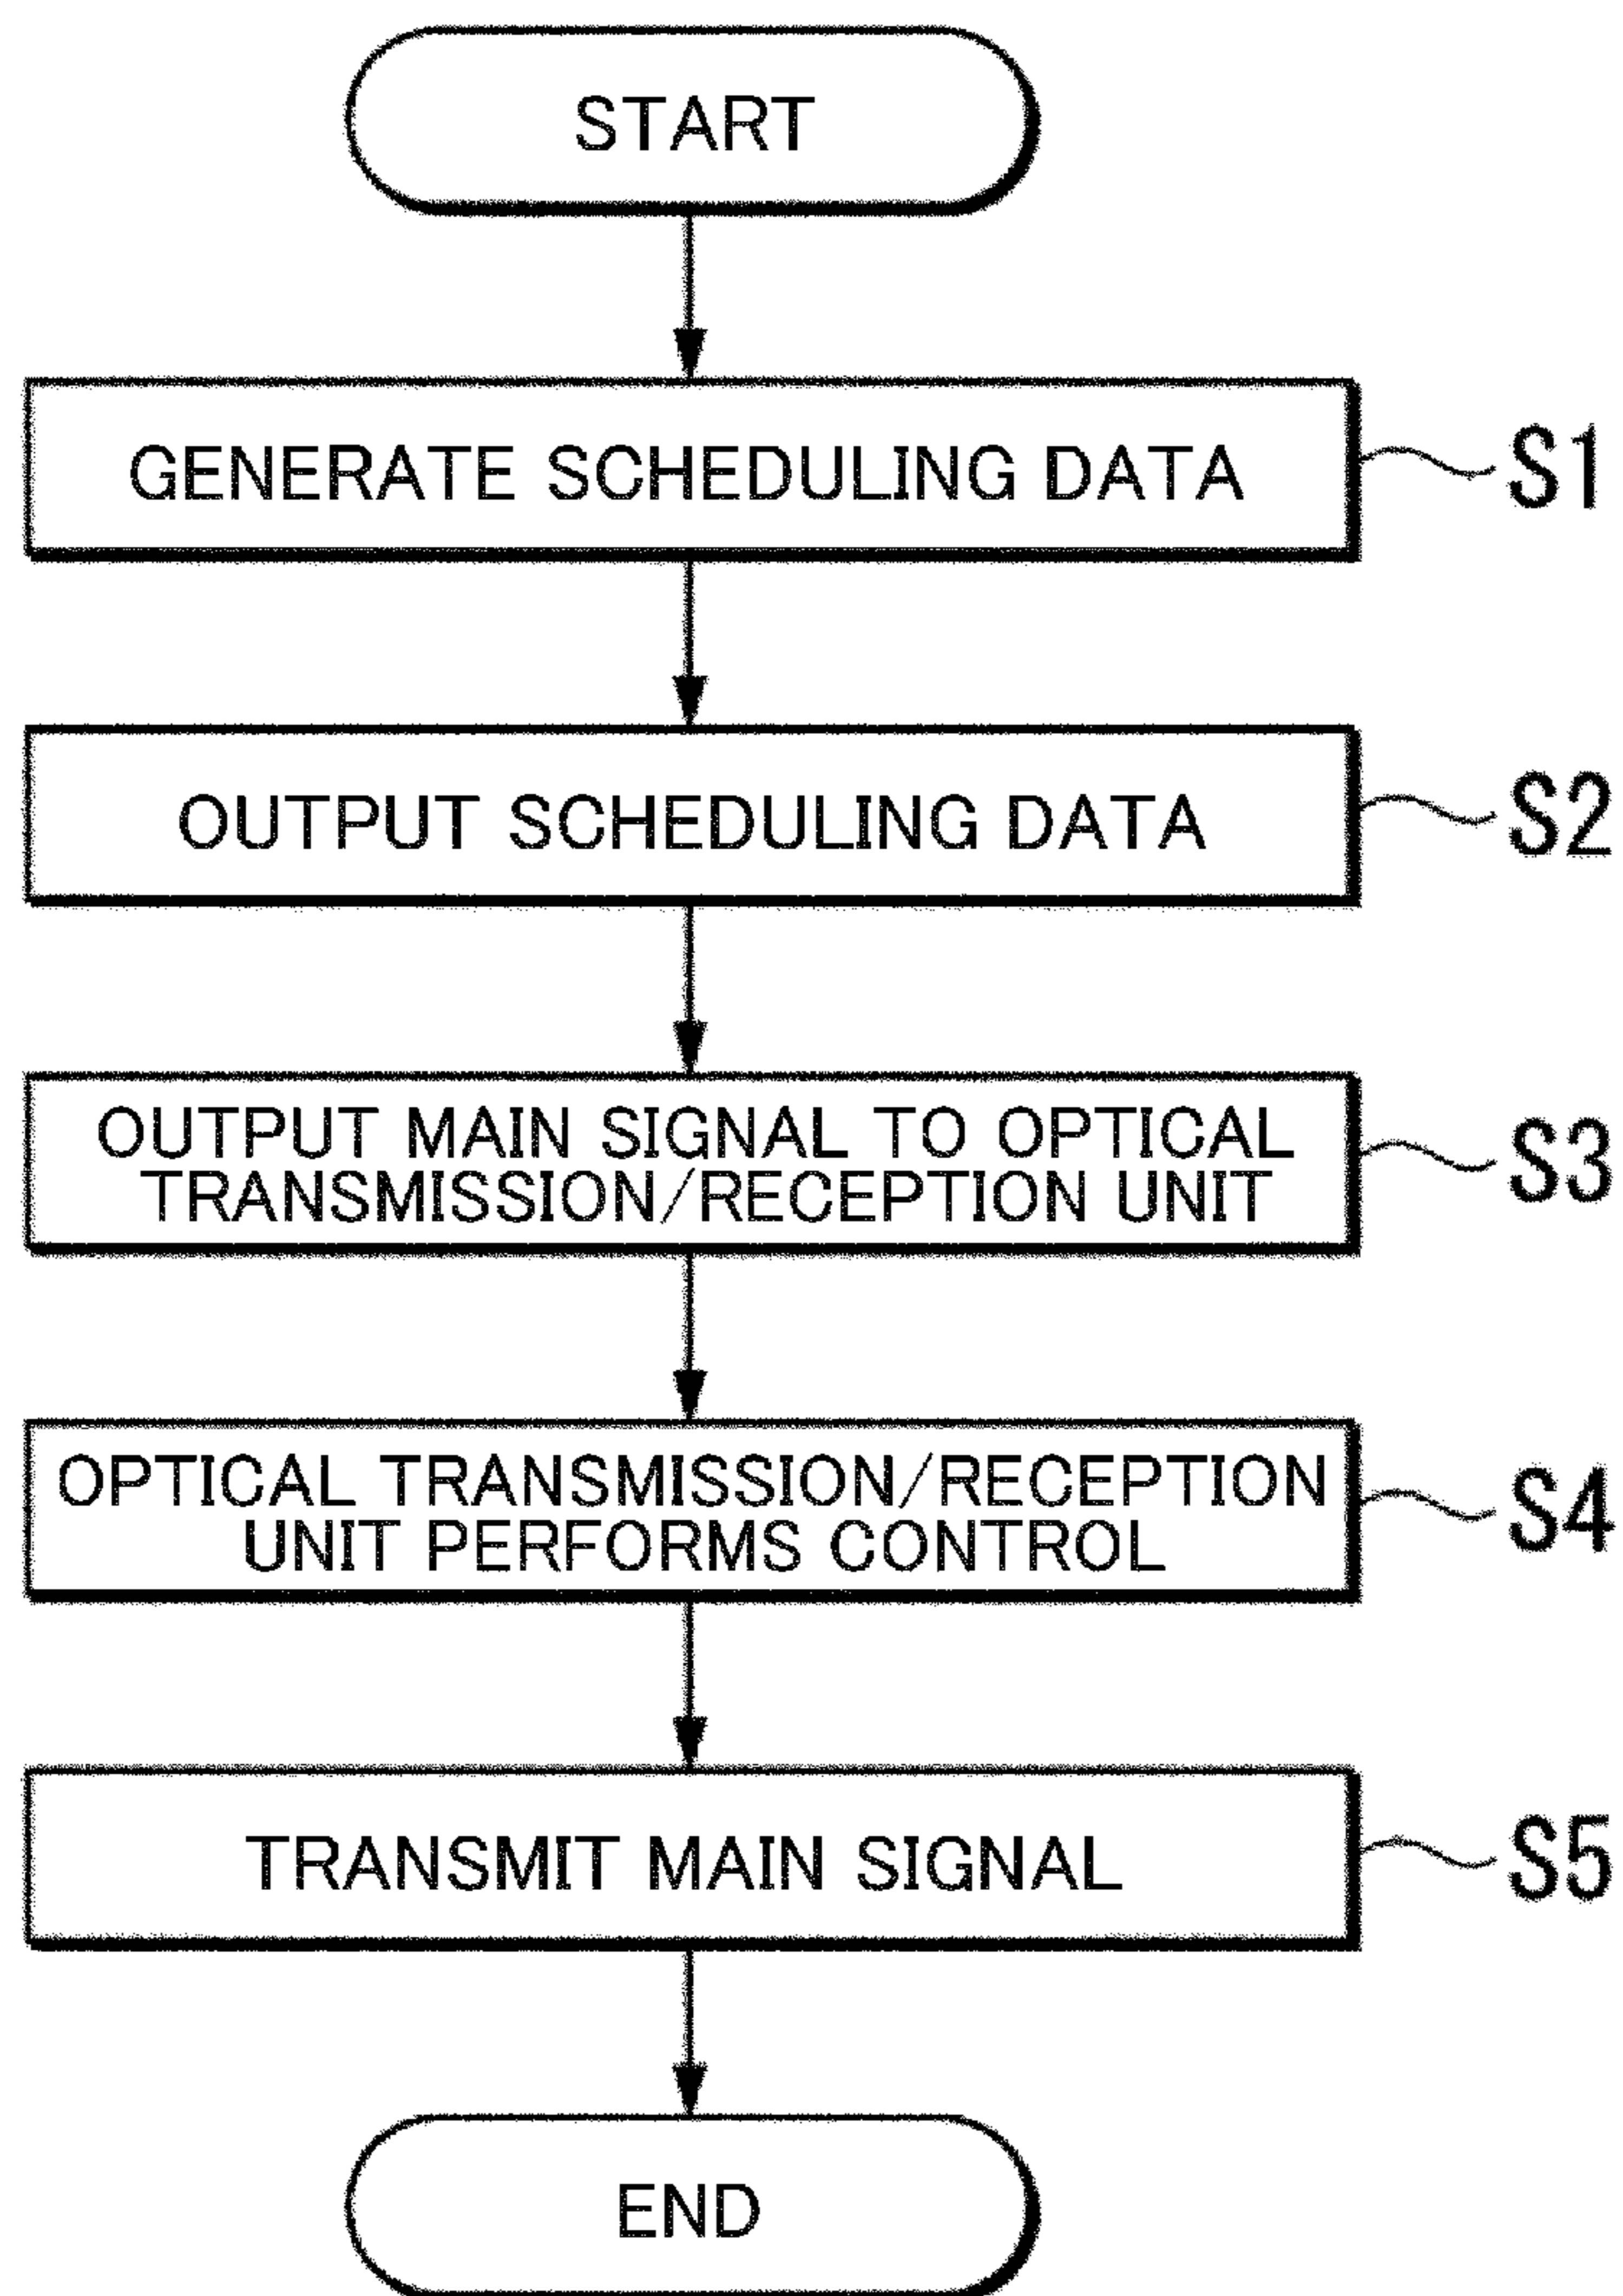 START
GENERATE SCHEDULING DATA
S1
OUTPUT SCHEDULING DATA
S2
OUTPUT MAIN SIGNAL TO OPTICAL
TRANSMISSION/RECEPTION UNIT
S3
OPTICAL TRANSMISSION/RECEPTION
UNIT PERFORMS CONTROL
S4
TRANSMIT MAIN SIGNAL
S5
END